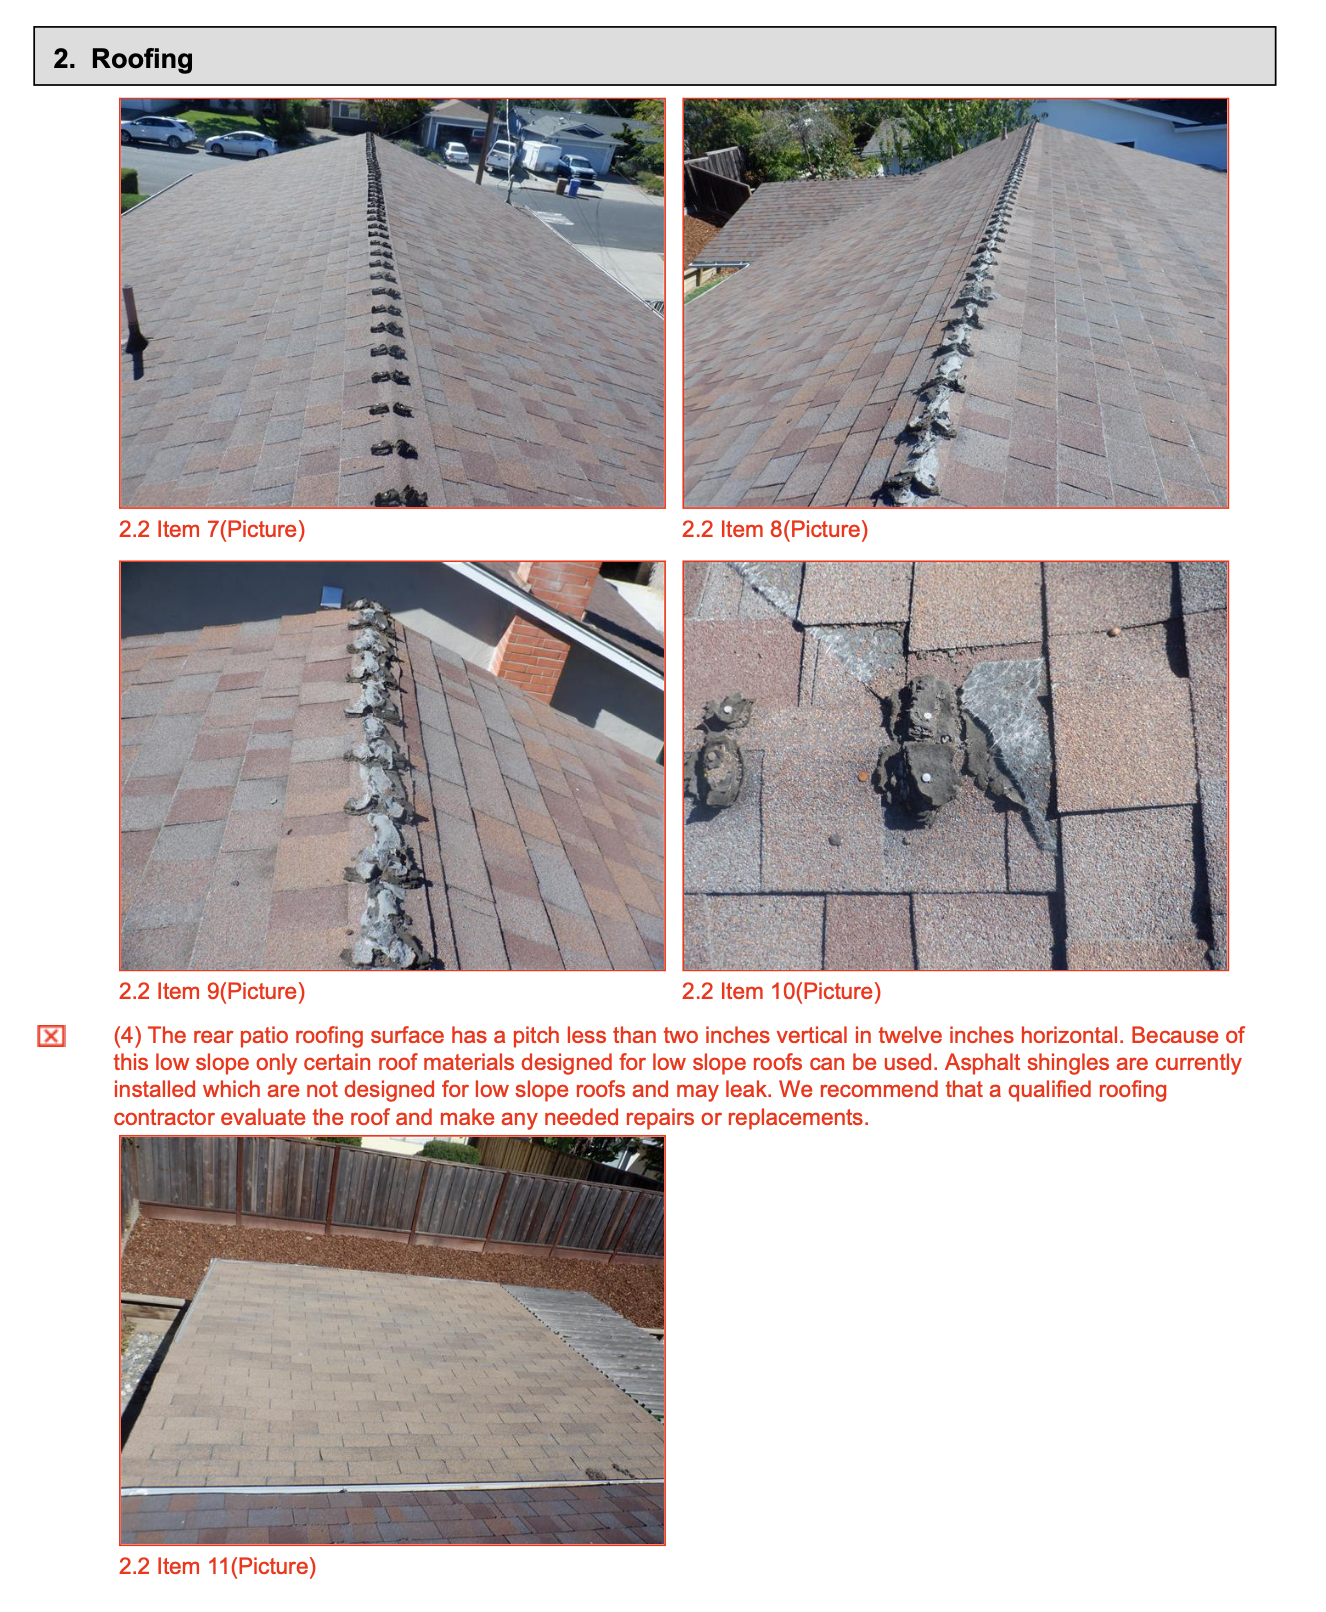 2. Roofing
2.2 Item 7(Picture)
2.2 Item 8(Picture)
2.2 Item 9(Picture)
2.2 Item 10(Picture)
(4) The rear patio roofing surface has a pitch less than two inches vertical in twelve inches horizontal. Because of
this low slope only certain roof materials designed for low slope roofs can be used. Asphalt shingles are currently
installed which are not designed for low slope roofs and may leak. We recommend that a qualified roofing
contractor evaluate the roof and make any needed repairs or replacements.
2.2 Item 11(Picture)